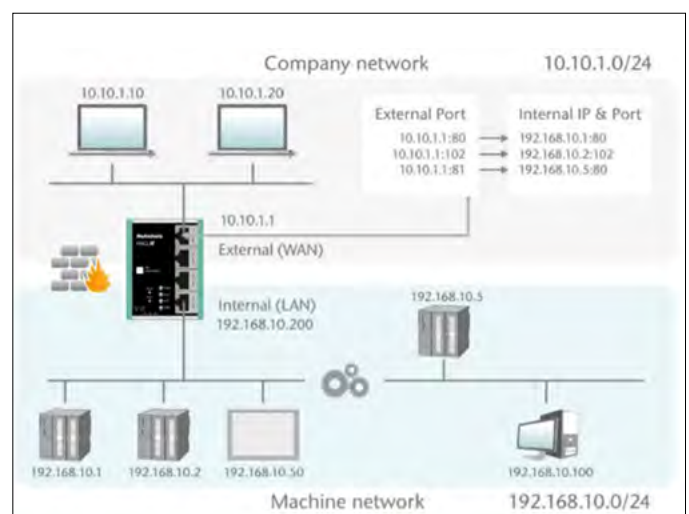 Company network 10.10.1.0/24
10.10.1.10 10.10.1.20
External Port Internal IP & Port
10.10.1.1:80 192.168.10.1:80
10.10.1.1:102 192.168.10.2:102
10.10.1.1:81 192.168.10.5:80
10.10.1.1
External (WAN)
Internal (LAN)
192.168.10.200
192.168.10.5
192.168.10.1 192.168.10.2 192.168.10.50 192.168.10.100
Machine network 192.168.10.0/24